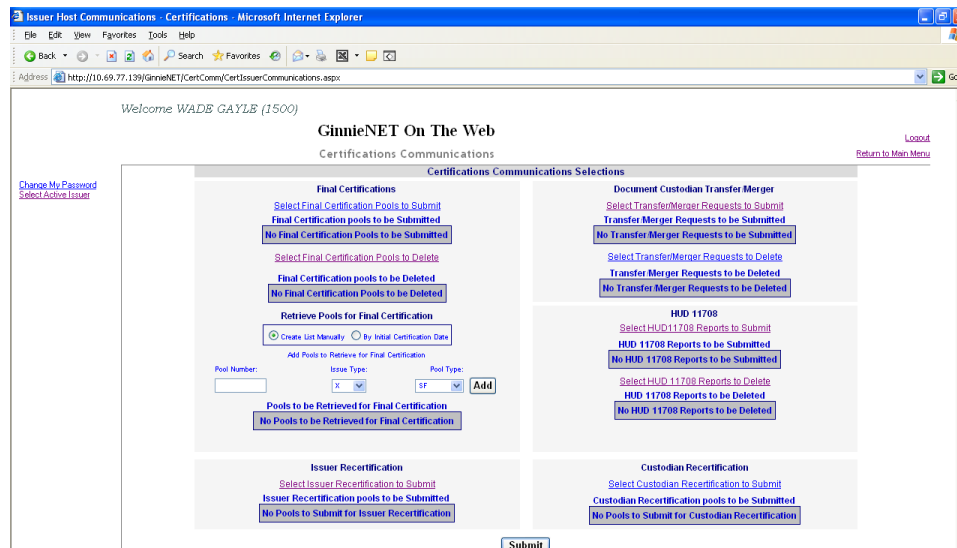 Issuer Host Communications - Certifications - Microsoft Internet Explorer
File Edit View Favorites Tools Help
Back Search Favorites
Address http://10.69.77.139/GinnieNET/CertComm/CertIssuerCommunications.aspx
Welcome WADE GAYLE (1500)
GinnieNET On The Web
Logout
Certifications Communications
Return to Main Menu
Change My Password
Select Active Issuer
Certifications Communications Selections
Final Certifications
Select Final Certification Pools to Submit
Final Certification pools to be Submitted
No Final Certification Pools to be Submitted
Select Final Certification Pools to Delete
Final Certification pools to be Deleted
No Final Certification Pools to be Deleted
Retrieve Pools for Final Certification
Create List Manually By Initial Certification Date
Add Pools to Retrieve for Final Certification
Pool Number: Issue Type: Pool Type:
X SF Add
Pools to be Retrieved for Final Certification
No Pools to be Retrieved for Final Certification
Document Custodian Transfer/Merger
Select Transfer/Merger Requests to Submit
Transfer/Merger Requests to be Submitted
No Transfer/Merger Requests to be Submitted
Select Transfer/Merger Requests to Delete
Transfer/Merger Requests to be Deleted
No Transfer/Merger Requests to be Deleted
HUD 11708
Select HUD11708 Reports to Submit
HUD 11708 Reports to be Submitted
No HUD 11708 Reports to be Submitted
Select HUD 11708 Reports to Delete
HUD 11708 Reports to be Deleted
No HUD 11708 Reports to be Deleted
Issuer Recertification
Select Issuer Recertification to Submit
Issuer Recertification pools to be Submitted
No Pools to Submit for Issuer Recertification
Custodian Recertification
Select Custodian Recertification to Submit
Custodian Recertification pools to be Submitted
No Pools to Submit for Custodian Recertification
Submit